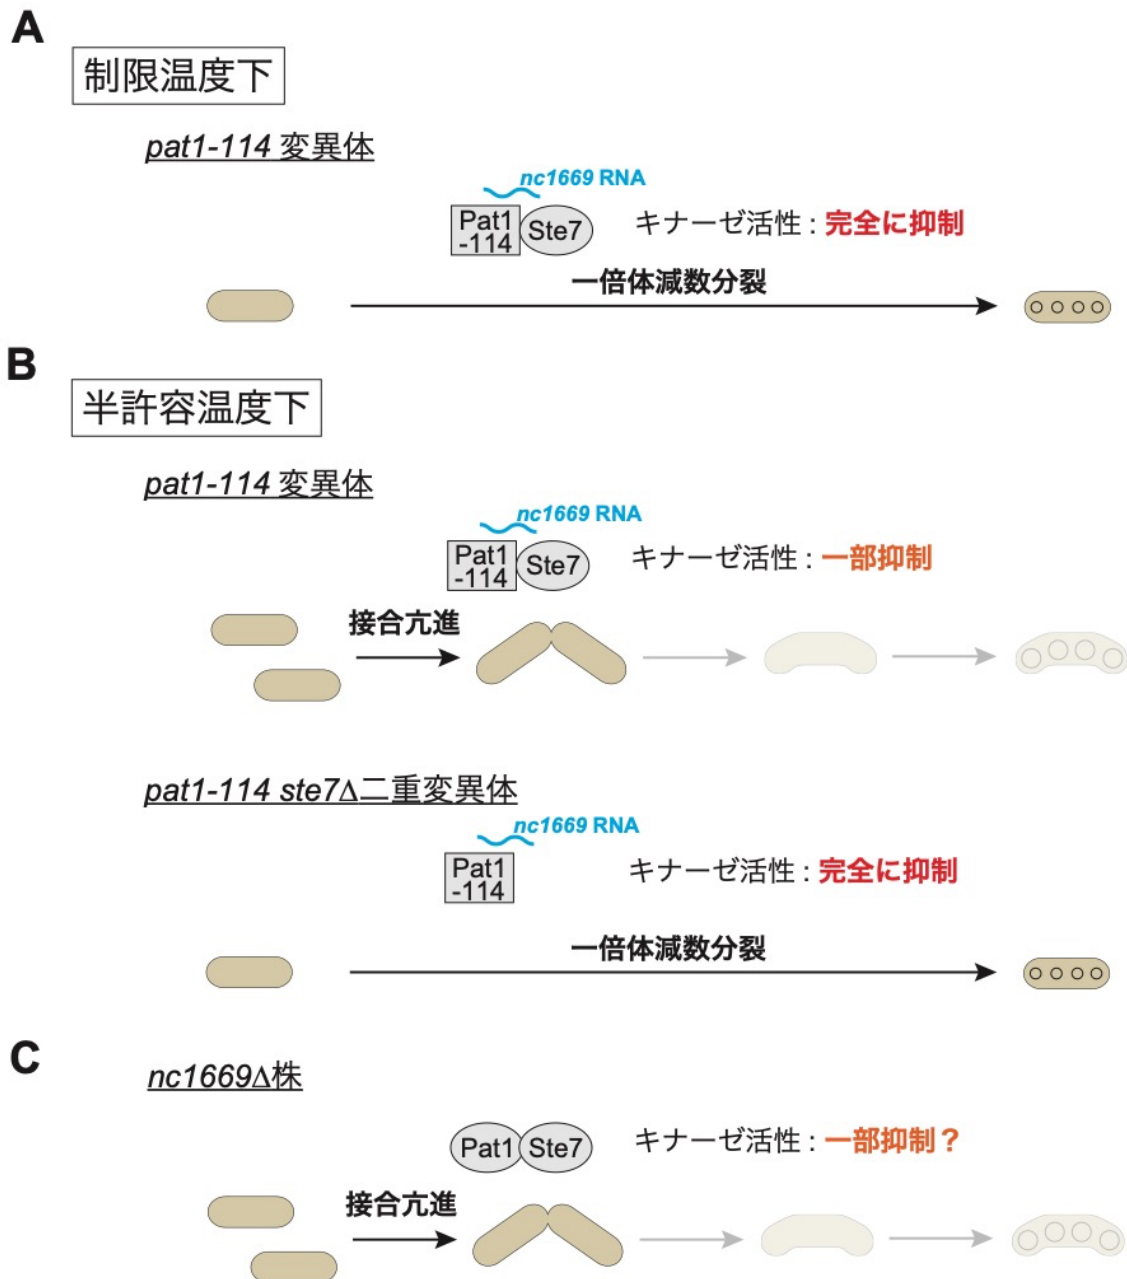 A
制限温度下
pat1-114 変異体
nc1669 RNA
Pat1
-114
Ste7
キナーゼ活性 : 完全に抑制
一倍体減数分裂
B
半許容温度下
pat1-114 変異体
nc1669 RNA
Pat1
-114
Ste7
キナーゼ活性 : 一部抑制
接合亢進
pat1-114 ste7Δ二重変異体
nc1669 RNA
Pat1
-114
キナーゼ活性 : 完全に抑制
一倍体減数分裂
C
nc1669Δ株
Pat1
Ste7
キナーゼ活性 : 一部抑制？
接合亢進